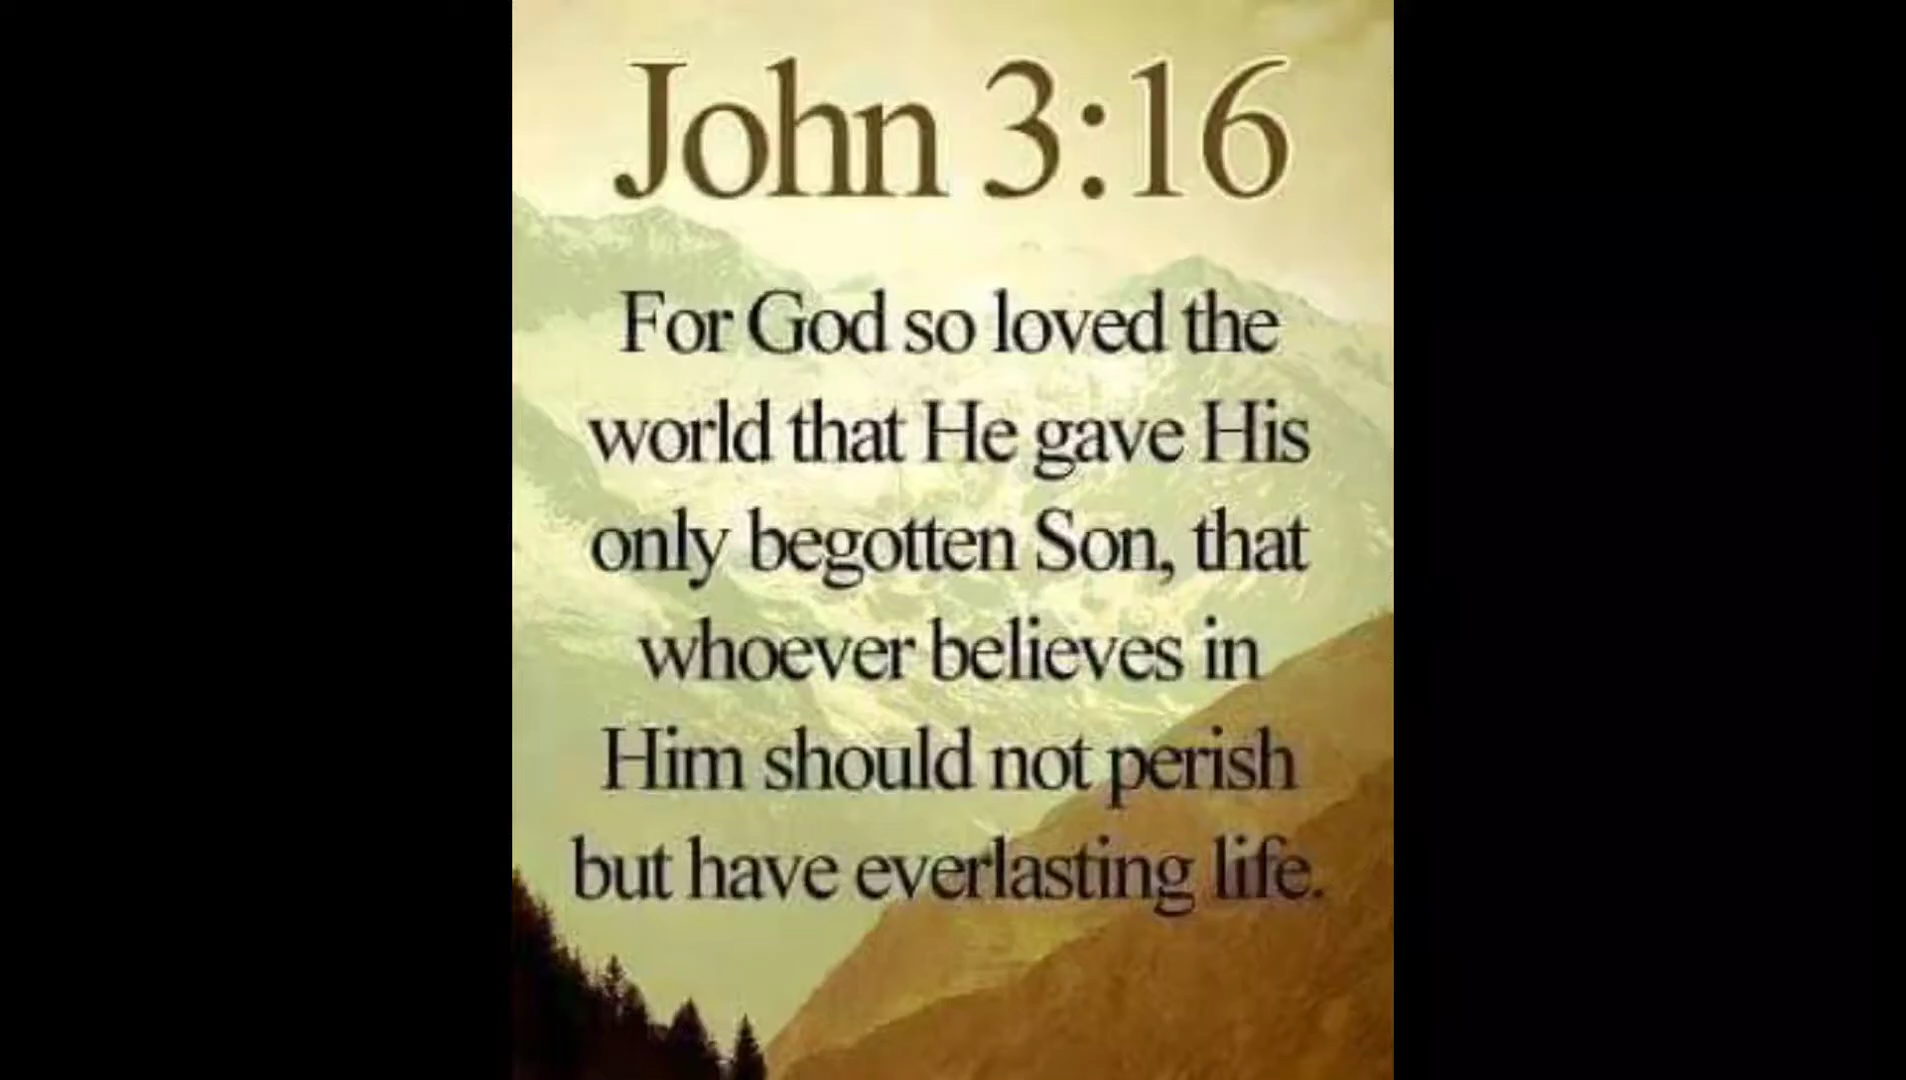 John 3:16
For God so loved the
world that He gave His
only begotten Son, that
whoever believes in
Him should not perish
but have everlasting life.